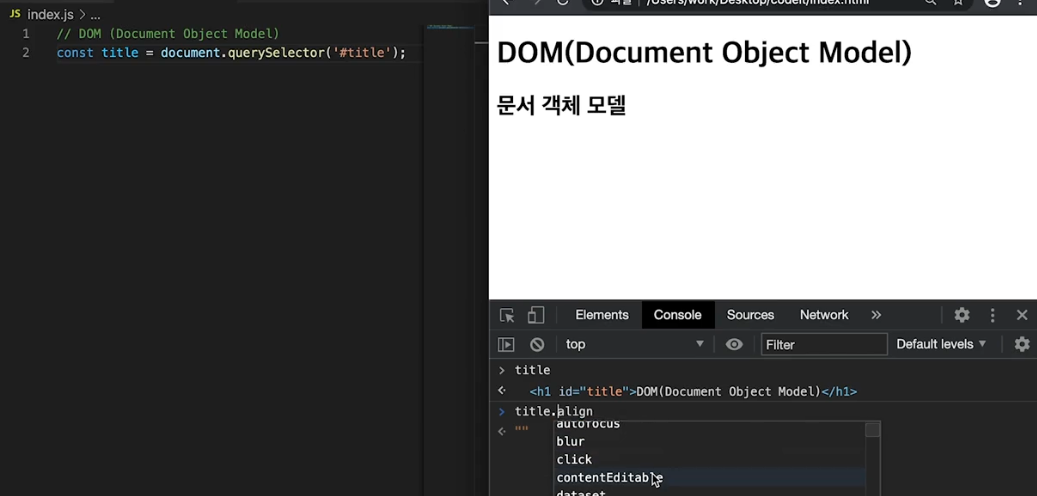 JS index.js > ...
1 // DOM (Document Object Model)
2 const title = document.querySelector('#title');
/Users/work/Desktop/codeit/index.html
DOM(Document Object Model)
문서 객체 모델
Elements Console Sources Network »
top Filter Default levels
> title
<h1 id="title">DOM(Document Object Model)</h1>
> title.align
""
autofocus
blur
click
contentEditable
dataset